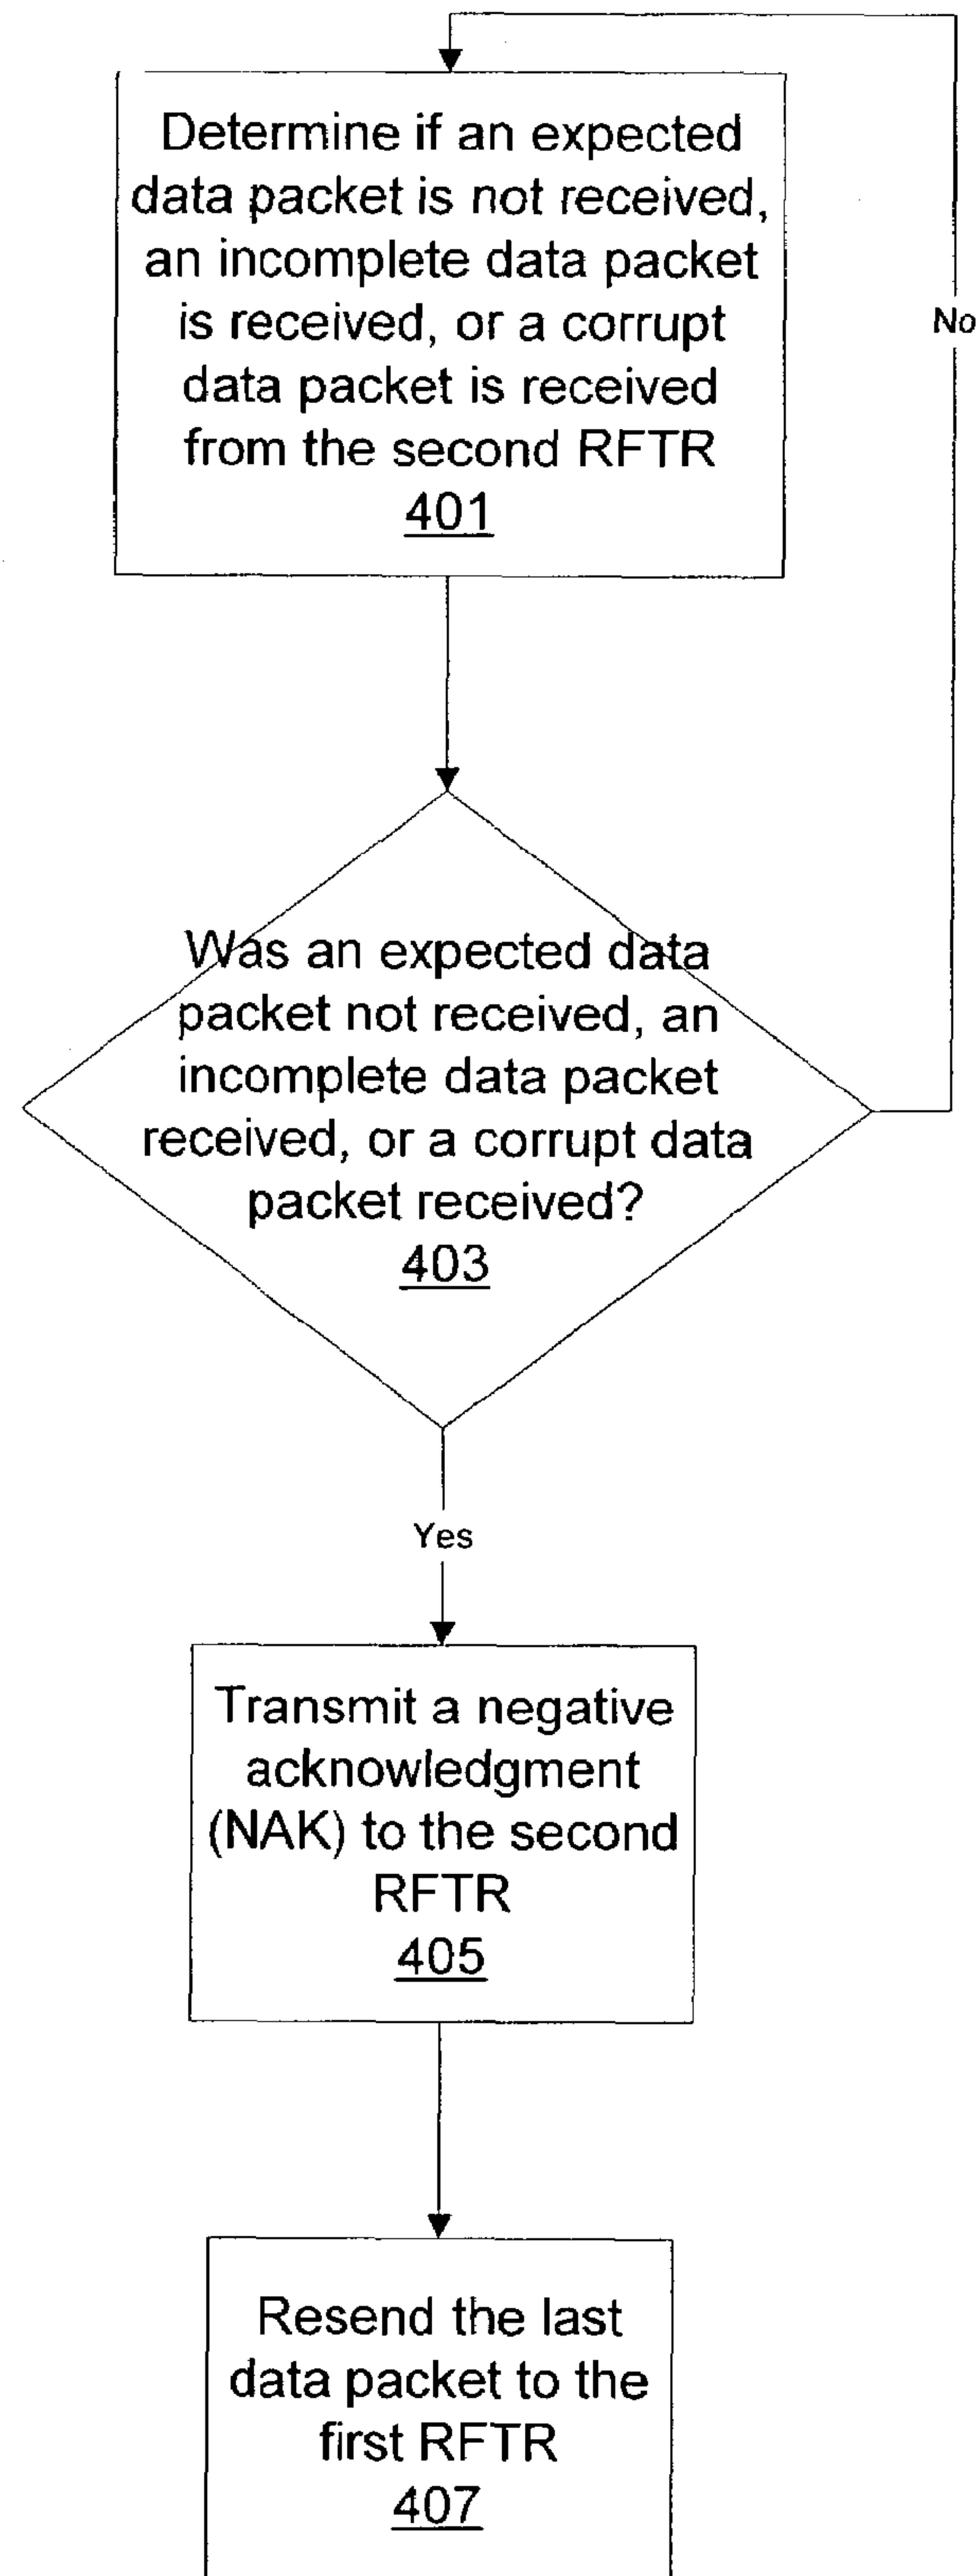 Determine if an expected
data packet is not received,
an incomplete data packet
is received, or a corrupt
data packet is received
from the second RFTR
401
No
Was an expected data
packet not received, an
incomplete data packet
received, or a corrupt data
packet received?
403
Yes
Transmit a negative
acknowledgment
(NAK) to the second
RFTR
405
Resend the last
data packet to the
first RFTR
407